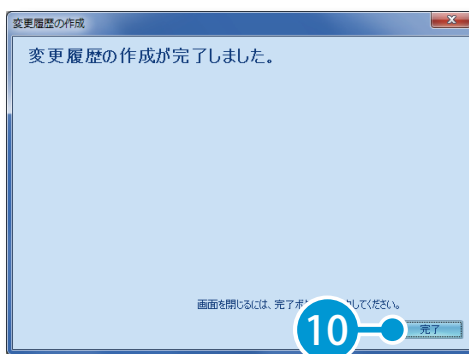 変更履歴の作成
変更履歴の作成が完了しました。
画面を閉じるには、完了ボ してください。
10
完了